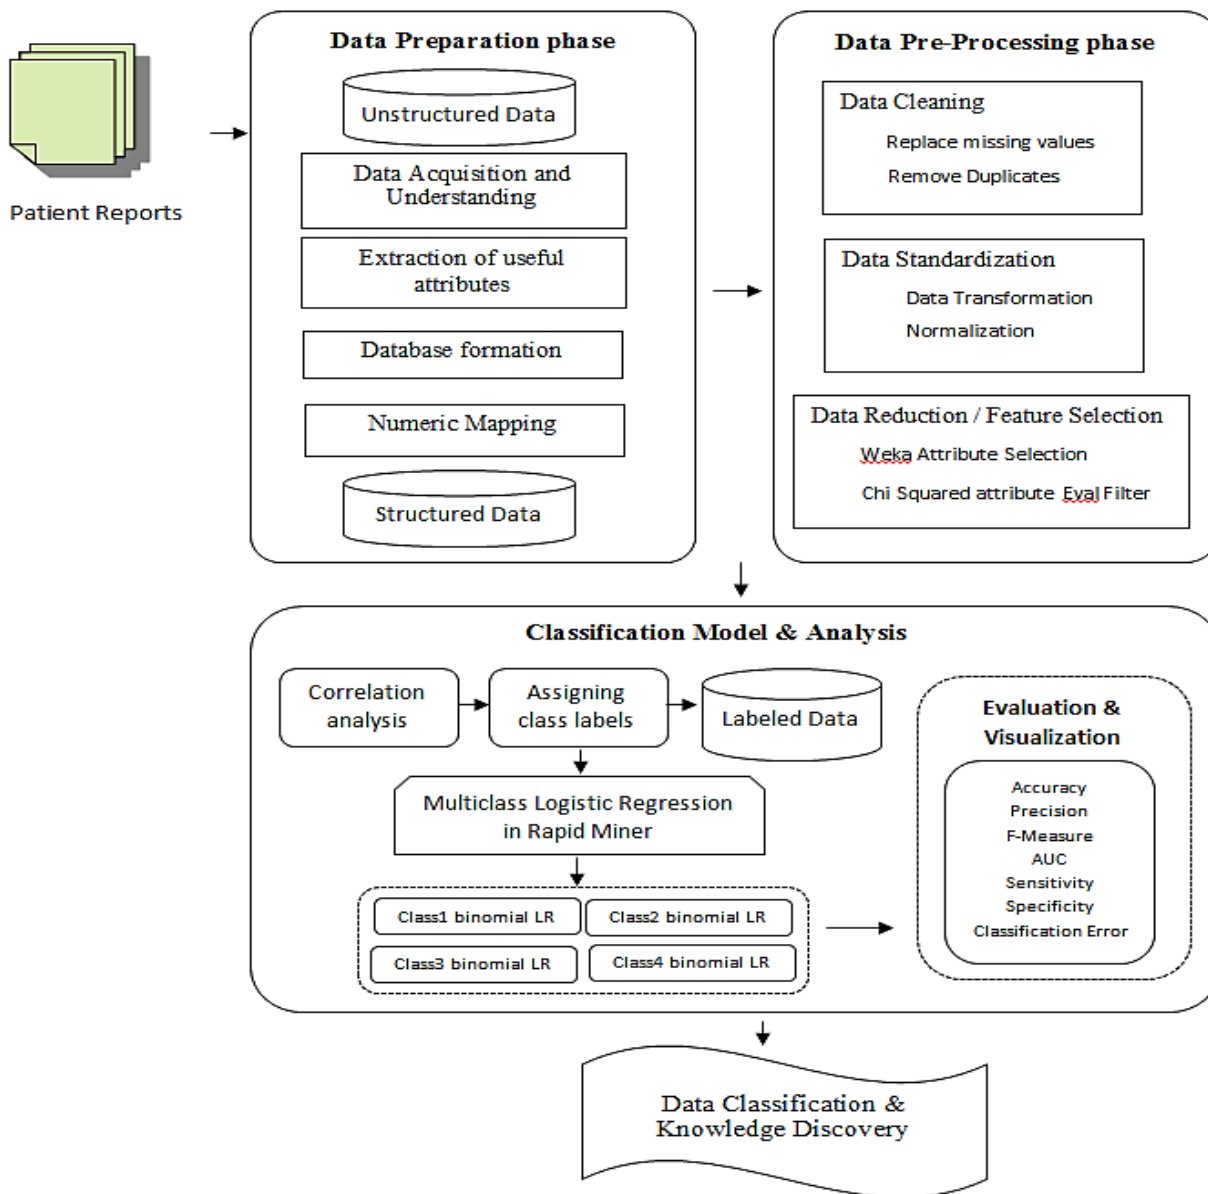 Patient Reports
Data Preparation phase
Unstructured Data
Data Acquisition and
Understanding
Extraction of useful
attributes
Database formation
Numeric Mapping
Structured Data
Data Pre-Processing phase
Data Cleaning
Replace missing values
Remove Duplicates
Data Standardization
Data Transformation
Normalization
Data Reduction / Feature Selection
Weka Attribute Selection
Chi Squared attribute Eval Filter
Classification Model & Analysis
Correlation
analysis
Assigning
class labels
Labeled Data
Multiclass Logistic Regression
in Rapid Miner
Class1 binomial LR
Class2 binomial LR
Class3 binomial LR
Class4 binomial LR
Evaluation &
Visualization
Accuracy
Precision
F-Measure
AUC
Sensitivity
Specificity
Classification Error
Data Classification &
Knowledge Discovery